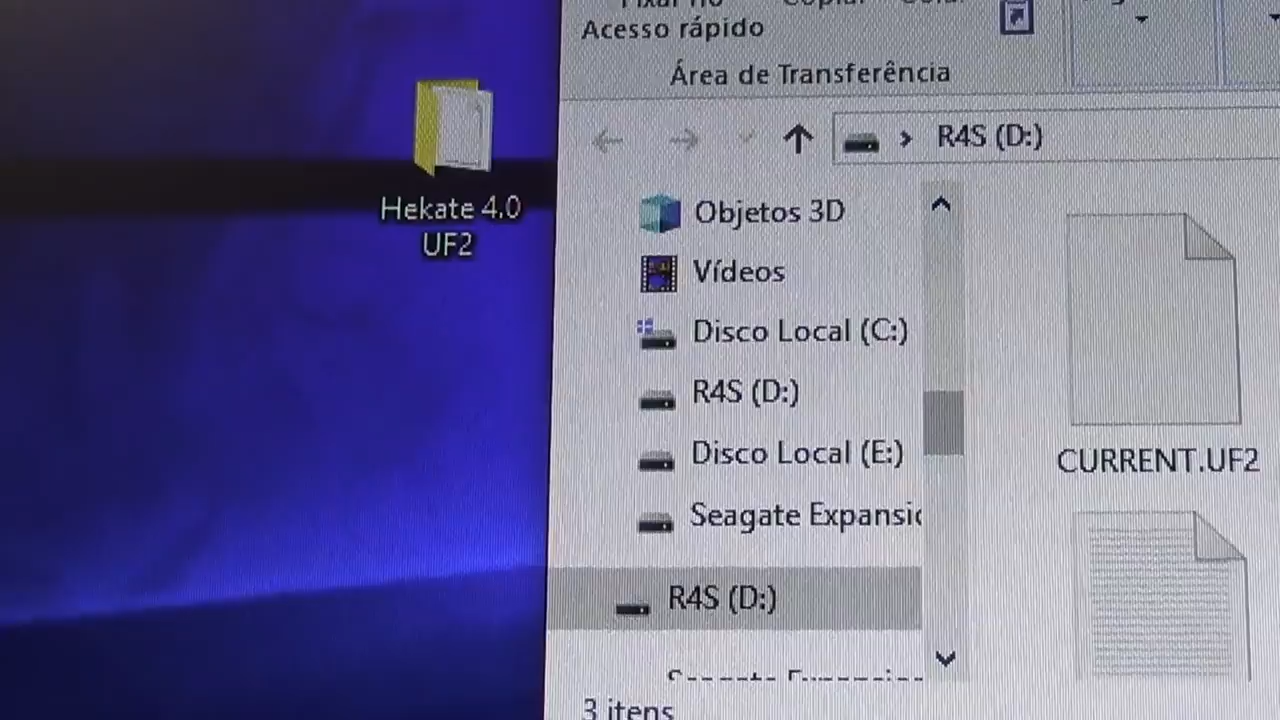 Acesso rápido
Área de Transferência
R4S (D:)
Hekate 4.0
UF2
Objetos 3D
Vídeos
Disco Local (C:)
R4S (D:)
Disco Local (E:)
Seagate Expansic
R4S (D:)
CURRENT.UF2
3 itens